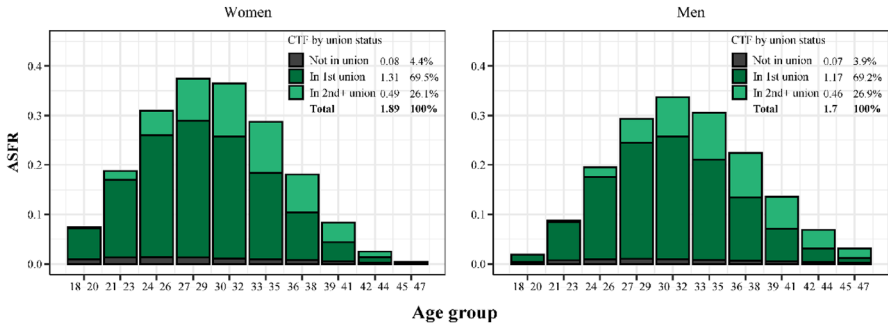 Women
CTF by union status
Not in union 0.08 4.4%
In 1st union 1.31 69.5%
In 2nd+ union 0.49 26.1%
Total 1.89 100%
0.4
0.3
0.2
0.1
0.0
ASFR
18 20 21 23 24 26 27 29 30 32 33 35 36 38 39 41 42 44 45 47
Men
CTF by union status
Not in union 0.07 3.9%
In 1st union 1.17 69.2%
In 2nd+ union 0.46 26.9%
Total 1.7 100%
0.4
0.3
0.2
0.1
0.0
18 20 21 23 24 26 27 29 30 32 33 35 36 38 39 41 42 44 45 47
Age group